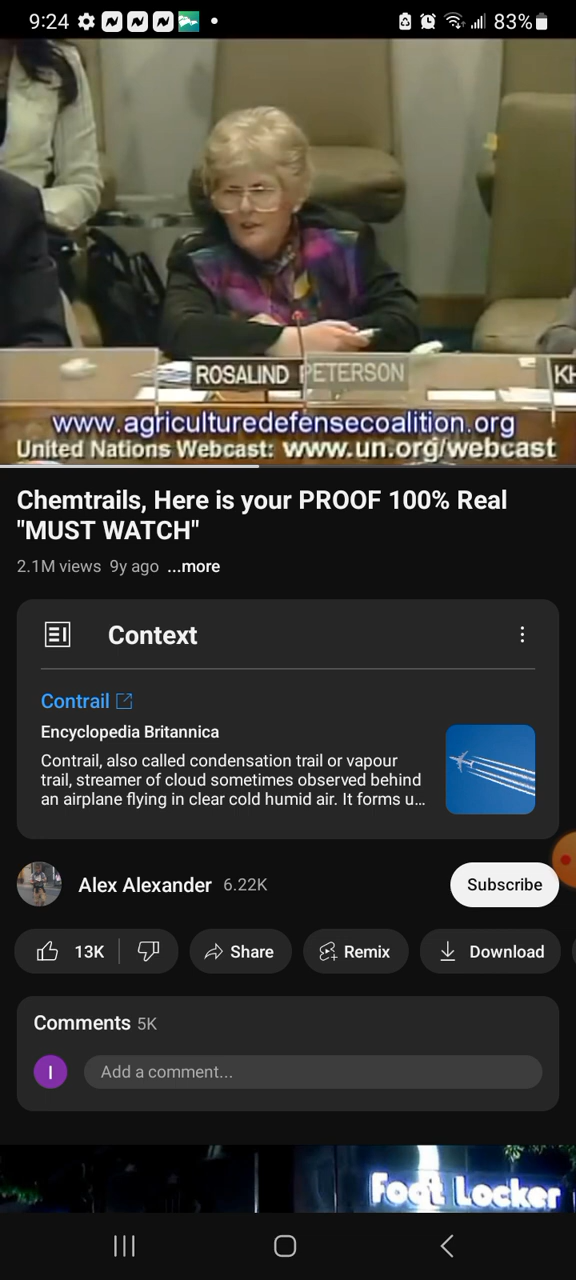 9:24
83%
ROSALIND PETERSON
KH
www.agriculturedefensecoalition.org
United Nations Webcast: www.un.org/webcast
Chemtrails, Here is your PROOF 100% Real
"MUST WATCH"
2.1M views 9y ago ...more
Context
Contrail
Encyclopedia Britannica
Contrail, also called condensation trail or vapour
trail, streamer of cloud sometimes observed behind
an airplane flying in clear cold humid air. It forms u...
Alex Alexander 6.22K
Subscribe
13K
Share
Remix
Download
Comments 5K
I
Add a comment...
Foot Locker